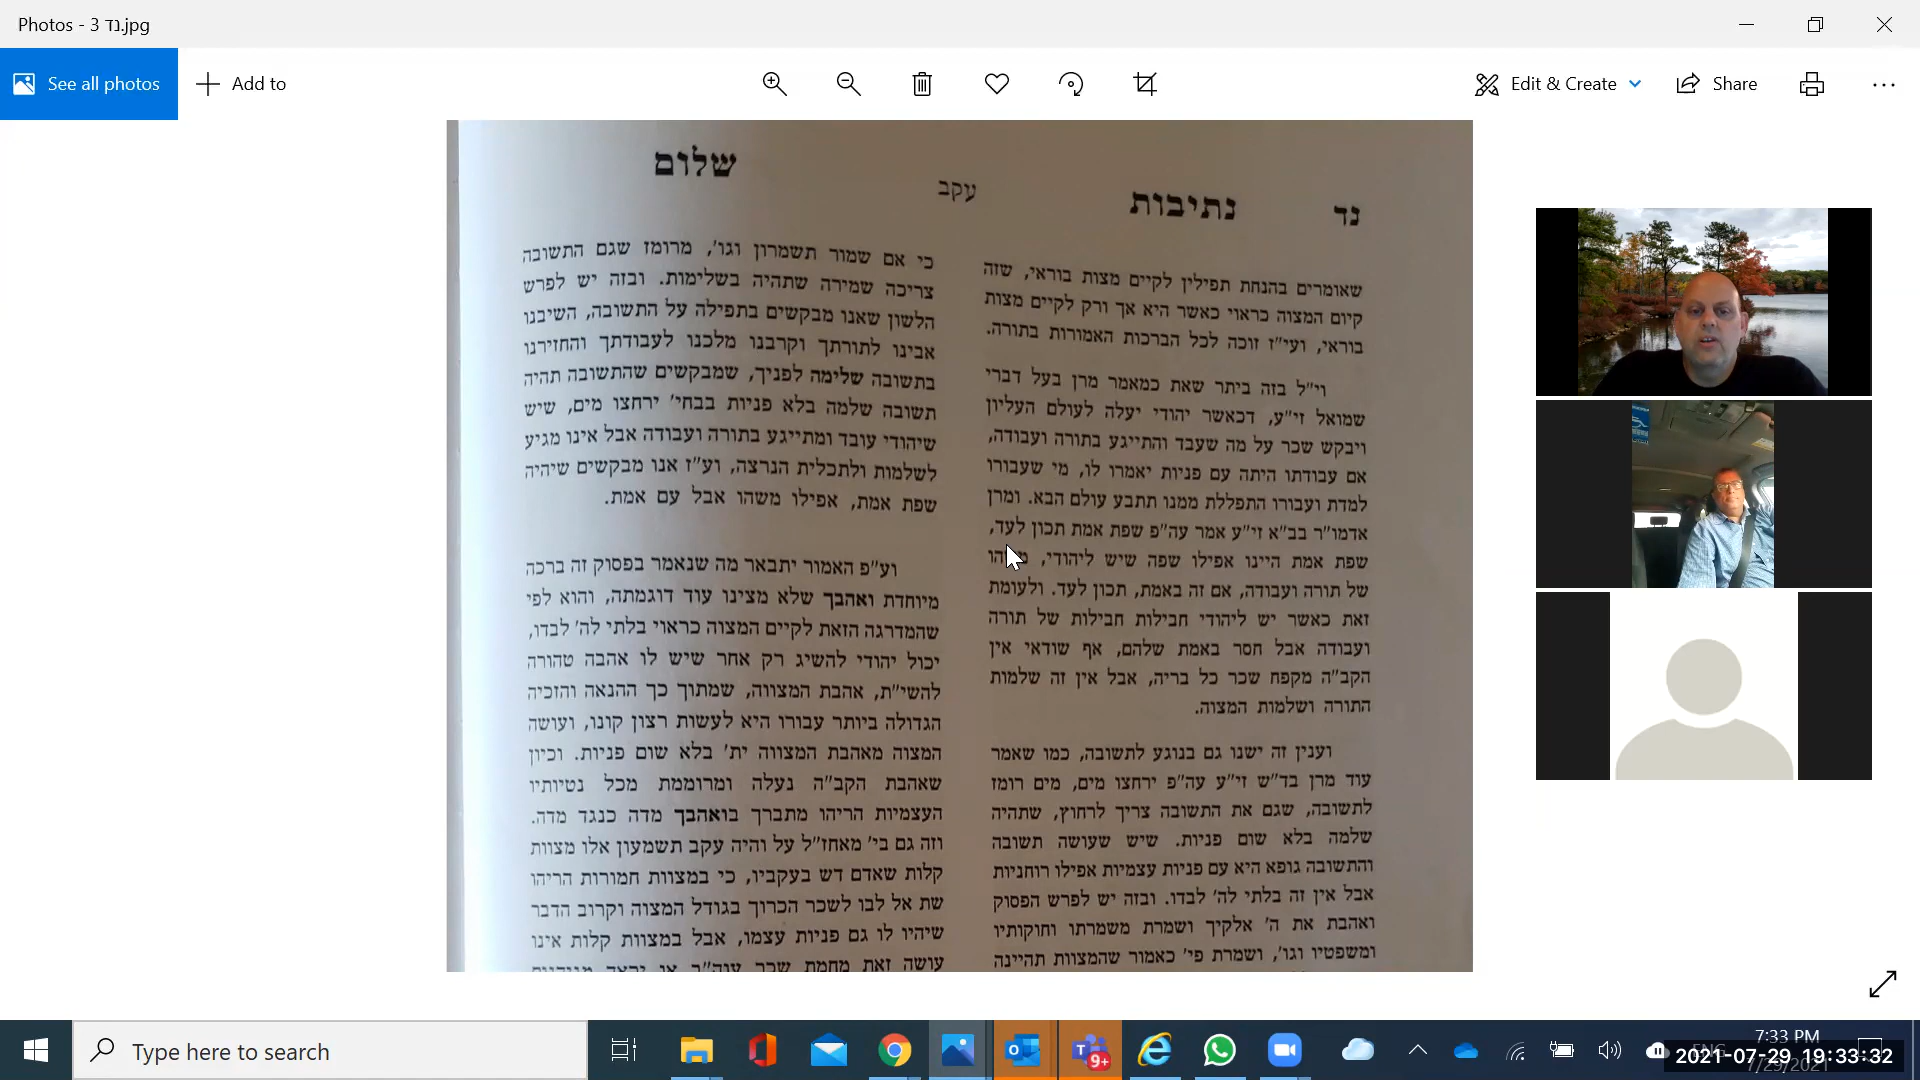 Photos - נד 3.jpg
See all photos
Add to
Edit & Create
Share
נד
נתיבות
עקב
שלום
שאומרים בהנחת תפילין לקיים מצות בוראי, שזה
קיום המצוה כראוי כאשר היא אך ורק לקיים מצות
בוראי, ועי"ז זוכה לכל הברכות האמורות בתורה.
וי"ל בזה ביתר שאת כמאמר מרן בעל דברי
שמואל זי"ע, דכאשר יהודי יעלה לעולם העליון
ויבקש שכר על מה שעבד והתייגע בתורה ועבודה,
אם עבודתו היתה עם פניות יאמרו לו, מי שעבורו
למדת ועבורו התפללת ממנו תתבע עולם הבא. ומרן
אדמו"ר בב"א זי"ע אמר עה"פ שפת אמת תכון לעד,
שפת אמת היינו אפילו שפה שיש ליהודי,
של תורה ועבודה, אם זה באמת, תכון לעד. ולעומת
זאת כאשר יש ליהודי חבילות חבילות של תורה
ועבודה אבל חסר באמת שלהם, אף שודאי אין
הקב"ה מקפח שכר כל בריה, אבל אין זה שלמות
התורה ושלמות המצוה.
וענין זה ישנו גם בנוגע לתשובה, כמו שאמר
עוד מרן בד"ש זי"ע עה"פ ירחצו מים, מים רומז
לתשובה, שגם את התשובה צריך לרחוץ, שתהיה
שלמה בלא שום פניות. שיש שעושה תשובה
והתשובה גופא היא עם פניות עצמיות אפילו רוחניות
אבל אין זה בלתי לה' לבדו. ובזה יש לפרש הפסוק
ואהבת את ה' אלקיך ושמרת משמרתו וחוקותיו
ומשפטיו וגו', ושמרת פי' כאמור שהמצוות תהיינה
כי אם שמור תשמרון וגו', מרומז שגם התשובה
צריכה שמירה שתהיה בשלימות. ובזה יש לפרש
הלשון שאנו מבקשים בתפילה על התשובה, השיבנו
אבינו לתורתך וקרבנו מלכנו לעבודתך והחזירנו
בתשובה שלימה לפניך, שמבקשים שהתשובה תהיה
תשובה שלמה בלא פניות בבחי' ירחצו מים, שיש
שיהודי עובד ומתייגע בתורה ועבודה אבל אינו מגיע
לשלמות ולתכלית הנרצה, וע"ז אנו מבקשים שיהיה
שפת אמת, אפילו משהו אבל עם אמת.
וע"פ האמור יתבאר מה שנאמר בפסוק זה ברכה
מיוחדת ואהבך שלא מצינו עוד דוגמתה, והוא לפי
שהמדרגה הזאת לקיים המצוה כראוי בלתי לה' לבדו,
יכול יהודי להשיג רק אחר שיש לו אהבה טהורה
להשי"ת, אהבת המצווה, שמתוך כך ההנאה והזכיה
הגדולה ביותר עבורו היא לעשות רצון קונו, ועושה
המצוה מאהבת המצווה ית' בלא שום פניות. וכיון
שאהבת הקב"ה נעלה ומרוממת מכל נטיותיו
העצמיות הריהו מתברך בואהבך מדה כנגד מדה.
וזה גם בי' מאחז"ל על והיה עקב תשמעון אלו מצוות
קלות שאדם דש בעקביו, כי במצוות חמורות הריהו
שת אל לבו לשכר הכרוך בגודל המצוה וקרוב הדבר
שיהיו לו גם פניות עצמו, אבל במצוות קלות אינו
עושה זאת מחמת שכר
Type here to search
9+
7:33 PM
2021-07-29 19:33:32